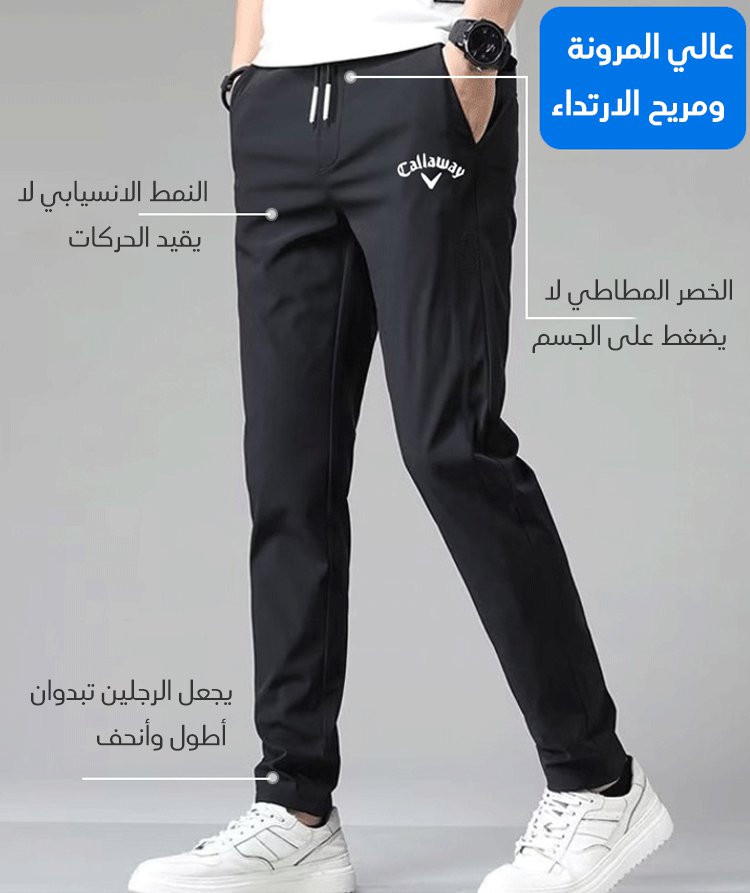 عالي المرونة
ومريح الارتداء
Callaway
النمط الانسيابي لا
يقيد الحركات
الخصر المطاطي لا
يضغط على الجسم
يجعل الرجلين تبدوان
أطول وأنحف